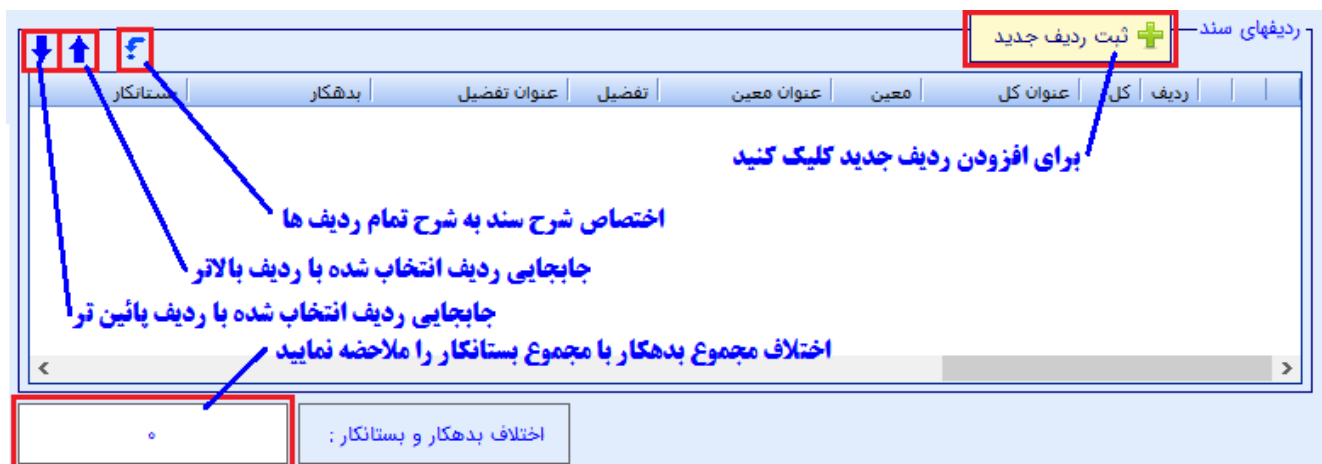 ردیفهای سند
ثبت ردیف جدید
ردیف کل عنوان کل معین عنوان معین تفضیل عنوان تفضیل بدهکار بستانکار
برای افزودن ردیف جدید کلیک کنید
اختصاص شرح سند به شرح تمام ردیف ها
جابجایی ردیف انتخاب شده با ردیف بالاتر
جابجایی ردیف انتخاب شده با ردیف پائین تر
اختلاف مجموع بدهکار با مجموع بستانکار را ملاحضه نمایید
اختلاف بدهکار و بستانکار :
۰